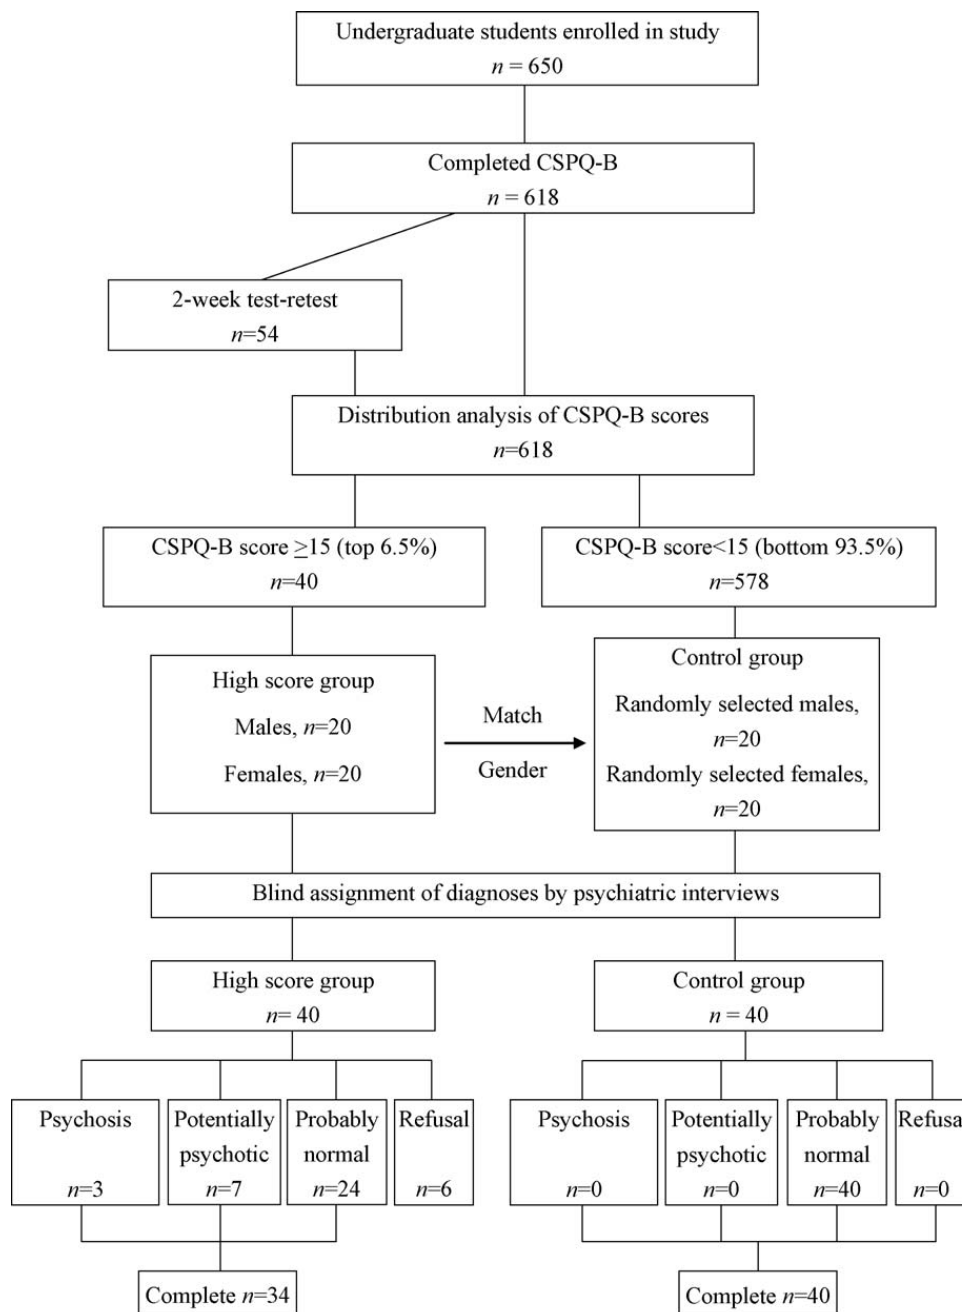 Undergraduate students enrolled in study
n = 650
Completed CSPQ-B
n = 618
2-week test-retest
n=54
Distribution analysis of CSPQ-B scores
n=618
CSPQ-B score ≥15 (top 6.5%)
n=40
CSPQ-B score<15 (bottom 93.5%)
n=578
High score group
Males, n=20
Females, n=20
Match
Gender
Control group
Randomly selected males,
n=20
Randomly selected females,
n=20
Blind assignment of diagnoses by psychiatric interviews
High score group
n= 40
Control group
n = 40
Psychosis
n=3
Potentially
psychotic
n=7
Probably
normal
n=24
Refusal
n=6
Psychosis
n=0
Potentially
psychotic
n=0
Probably
normal
n=40
Refusal
n=0
Complete n=34
Complete n=40